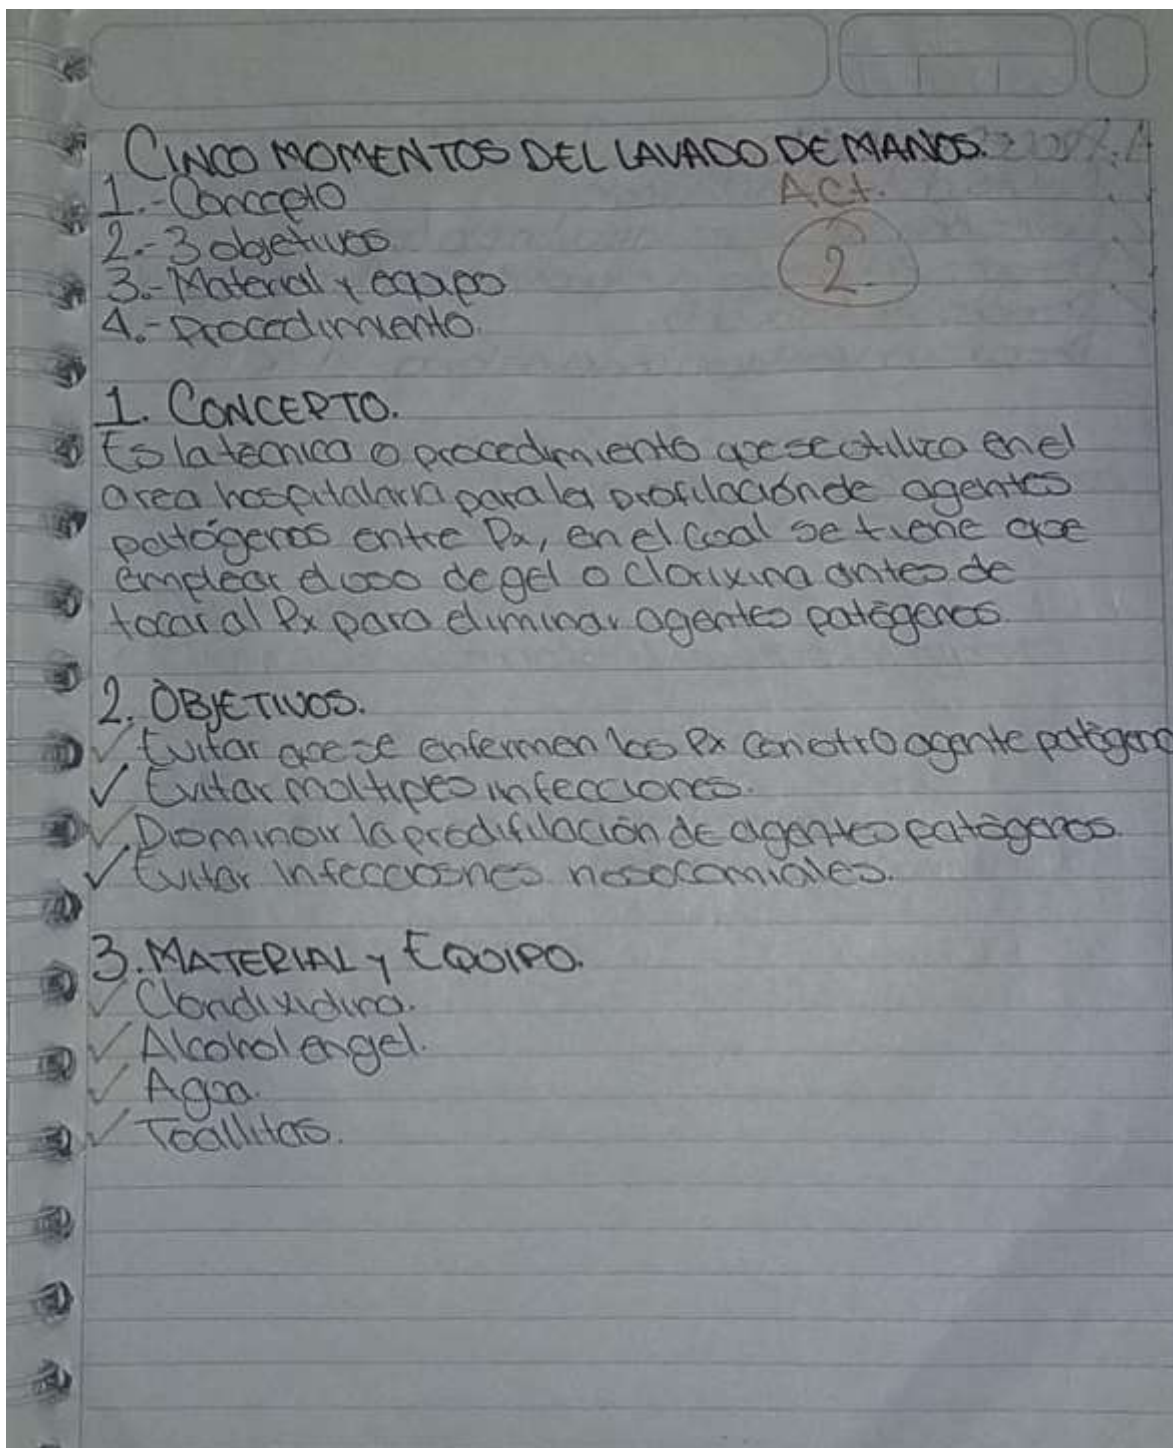 CINCO MOMENTOS DEL LAVADO DE MANOS.
Act.
1.- Concepto
2.- 3 objetivos
2
3.- Material y equipo
4.- Procedimiento.
1. CONCEPTO.
Es la tecnica o procedimiento que se utiliza en el
area hospitalaria para la profilación de agentes
patógenos entre Px, en el cual se tiene que
emplear el uso de gel o clorixina antes de
tocar al Px para eliminar agentes patógenos.
2. OBJETIVOS.
✓ Evitar que se enfermen los Px con otro agente patógeno
✓ Evitar multiples infecciones.
✓ Disminuir la predifilación de agentes patógenos.
✓ Evitar infecciosnes nosocomiales.
3. MATERIAL y EQUIPO.
✓ Clondixidina.
✓ Alcohol en gel.
✓ Agua.
✓ Toallitas.